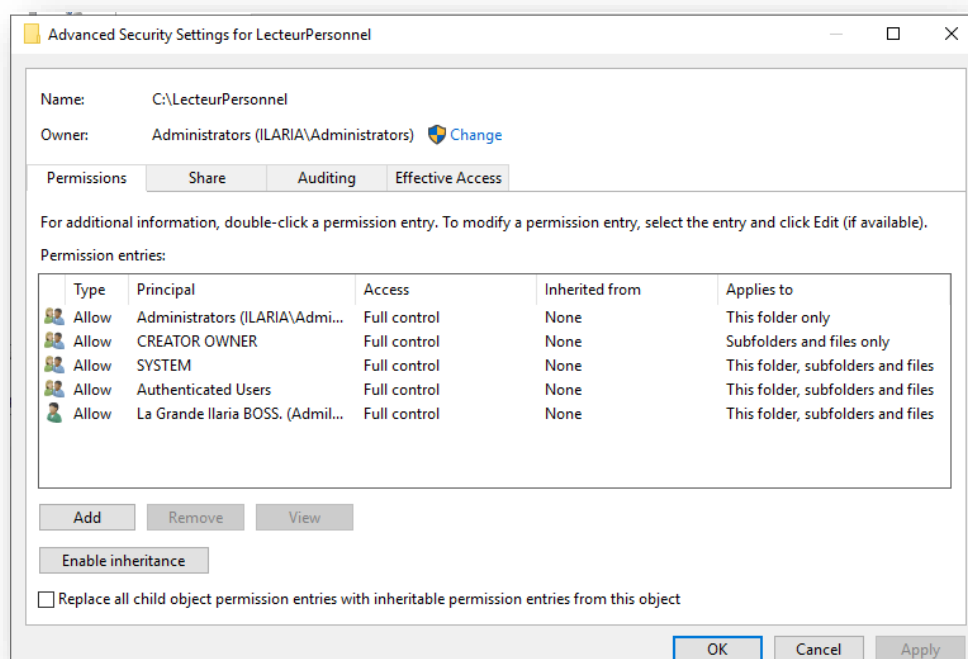 Advanced Security Settings for LecteurPersonnel
Name: C:\LecteurPersonnel
Owner: Administrators (ILARIA\Administrators) Change
Permissions Share Auditing Effective Access
For additional information, double-click a permission entry. To modify a permission entry, select the entry and click Edit (if available).
Permission entries:
Type Principal Access Inherited from Applies to
Allow Administrators (ILARIA\Admi... Full control None This folder only
Allow CREATOR OWNER Full control None Subfolders and files only
Allow SYSTEM Full control None This folder, subfolders and files
Allow Authenticated Users Full control None This folder, subfolders and files
Allow La Grande Ilaria BOSS. (Admil... Full control None This folder, subfolders and files
Add Remove View
Enable inheritance
Replace all child object permission entries with inheritable permission entries from this object
OK Cancel Apply